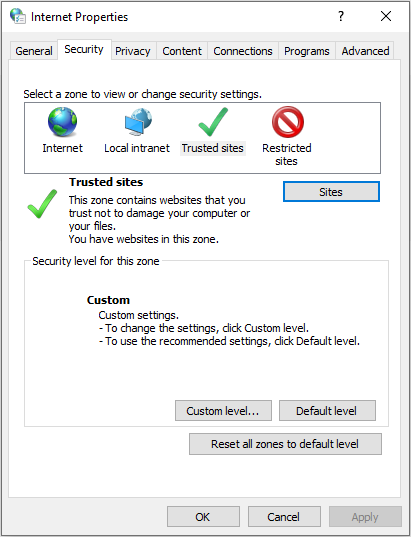 Internet Properties
General Security Privacy Content Connections Programs Advanced
Select a zone to view or change security settings.
Internet Local intranet Trusted sites Restricted
sites
Trusted sites
Sites
This zone contains websites that you
trust not to damage your computer or
your files.
You have websites in this zone.
Security level for this zone
Custom
Custom settings.
- To change the settings, click Custom level.
- To use the recommended settings, click Default level.
Custom level... Default level
Reset all zones to default level
OK Cancel Apply